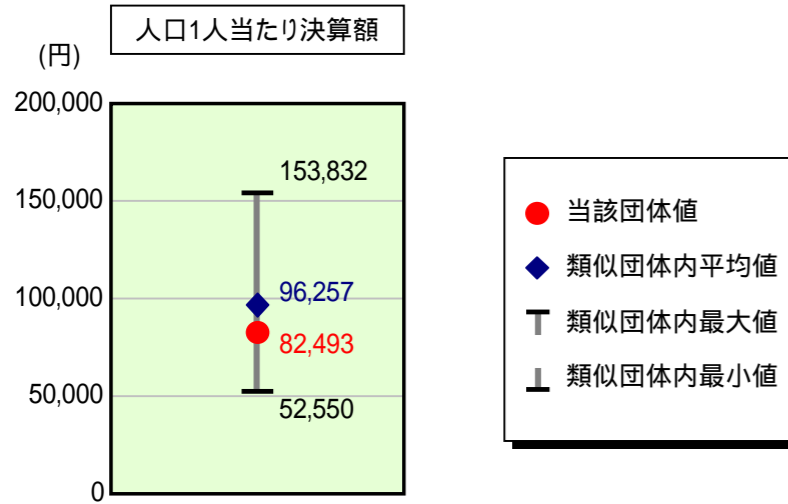 人口1人当たり決算額
(円)
200,000
150,000
100,000
50,000
0
153,832
96,257
82,493
52,550
当該団体値
類似団体内平均値
類似団体内最大値
類似団体内最小値